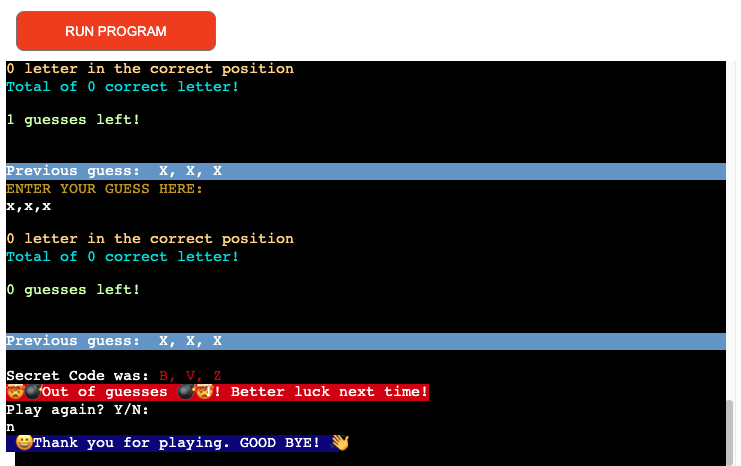 RUN PROGRAM
0 letter in the correct position
Total of 0 correct letter!
1 guesses left!
Previous guess:  X, X, X
ENTER YOUR GUESS HERE:
x,x,x
0 letter in the correct position
Total of 0 correct letter!
0 guesses left!
Previous guess:  X, X, X
Secret Code was: B, V, Z
🤯💣Out of guesses 💣🤯! Better luck next time!
Play again? Y/N:
n
😀Thank you for playing. GOOD BYE! 👋